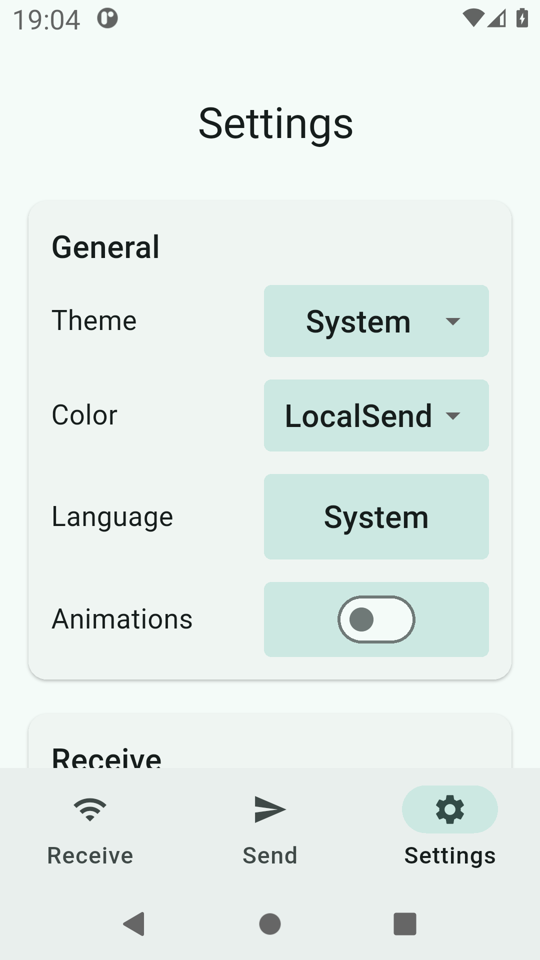 19:04
Settings
General
Theme
System
Color
LocalSend
Language
System
Animations
Receive
Receive
Send
Settings